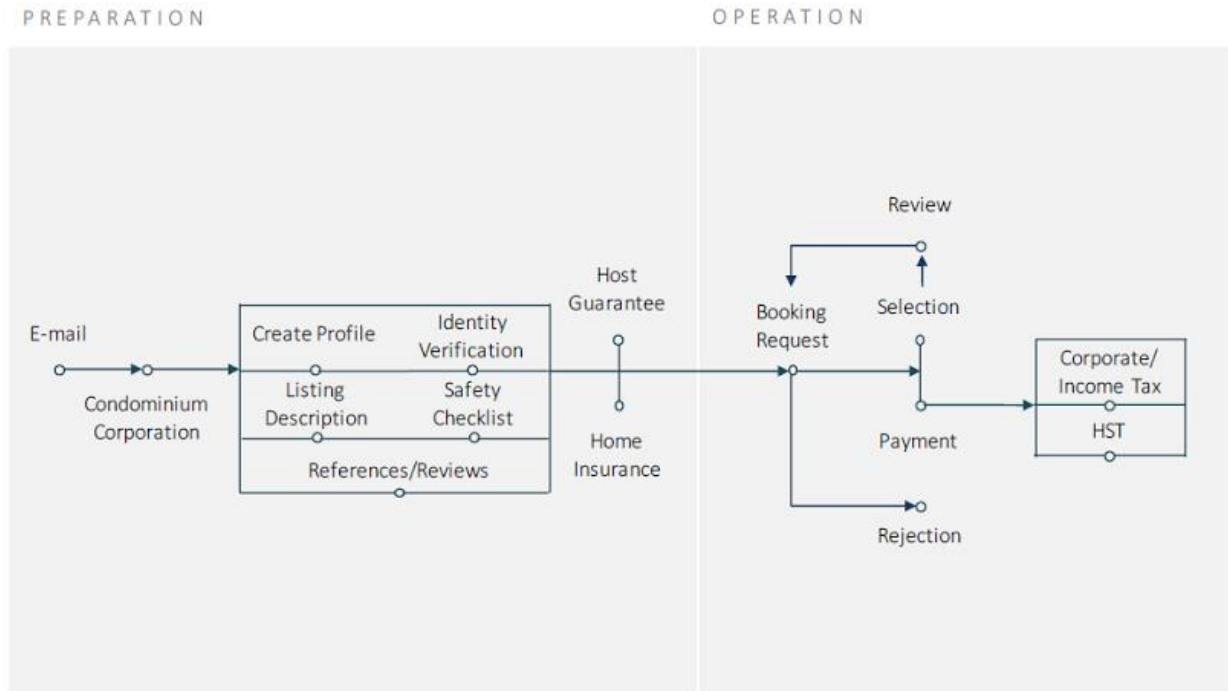 PREPARATION
OPERATION
E-mail
Condominium
Corporation
Create Profile
Identity
Verification
Listing
Description
Safety
Checklist
References/Reviews
Host
Guarantee
Home
Insurance
Booking
Request
Review
Selection
Payment
Rejection
Corporate/
Income Tax
HST